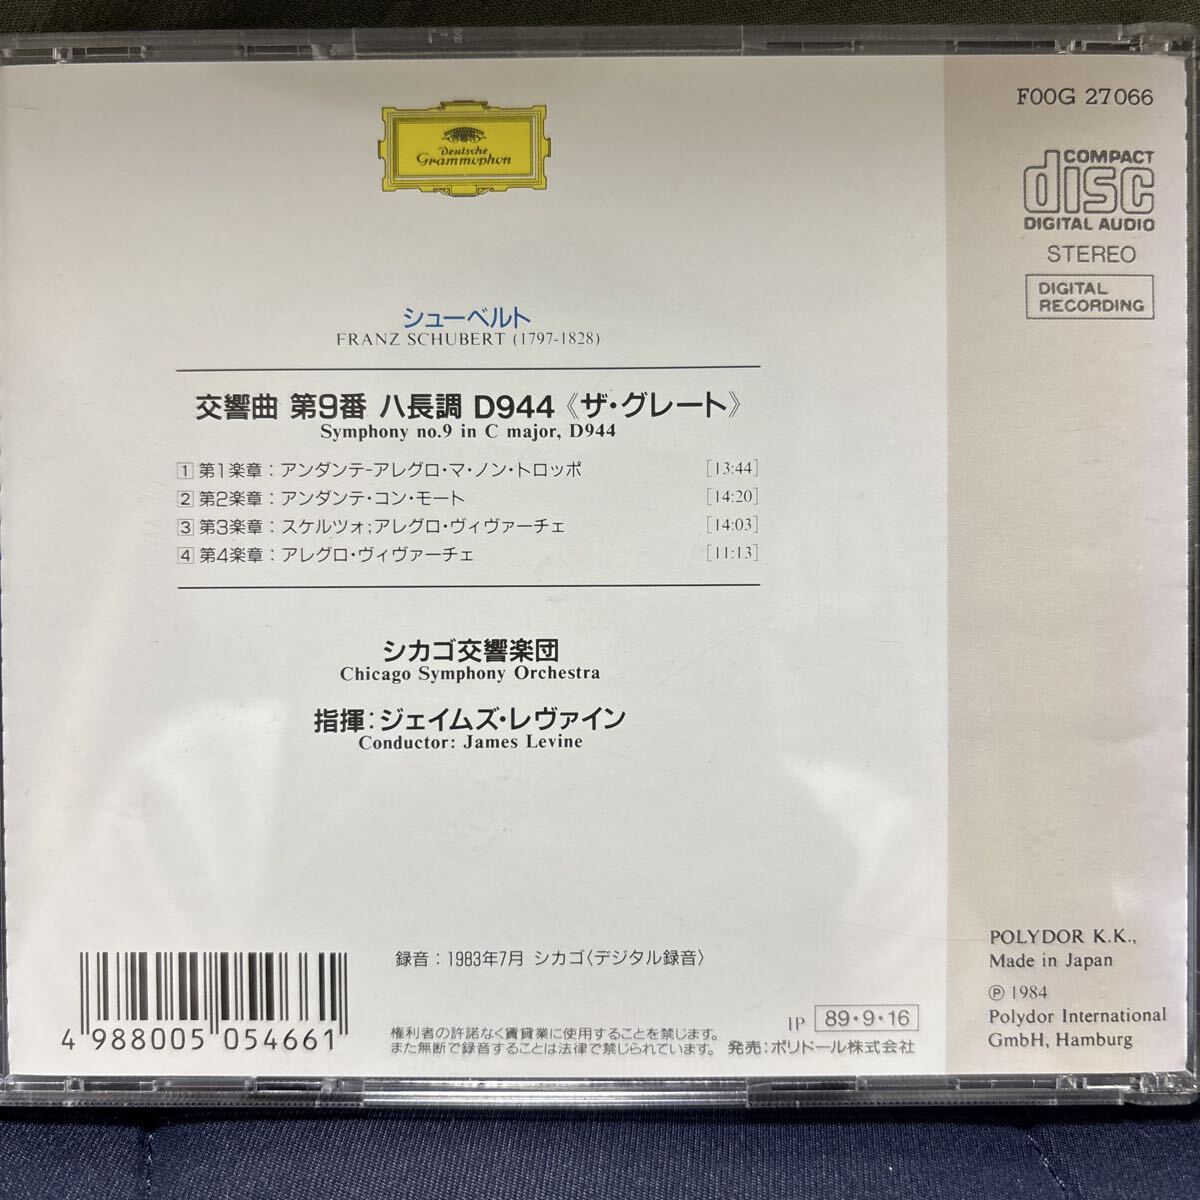 FOOG 27066
Deutsche
Grammophon
COMPACT
disc
DIGITAL AUDIO
STEREO
DIGITAL
RECORDING
シューベルト
FRANZ SCHUBERT (1797-1828)
交響曲 第9番 ハ長調 D944《ザ・グレート》
Symphony no.9 in C major, D944
1 第1楽章：アンダンテ-アレグロ・マ・ノン・トロッポ [13:44]
2 第2楽章：アンダンテ・コン・モート [14:20]
3 第3楽章：スケルツォ;アレグロ・ヴィヴァーチェ [14:03]
4 第4楽章：アレグロ・ヴィヴァーチェ [11:13]
シカゴ交響楽団
Chicago Symphony Orchestra
指揮：ジェイムズ・レヴァイン
Conductor: James Levine
録音：1983年7月 シカゴ〈デジタル録音〉
4 988005 054661
権利者の許諾なく賃貸業に使用することを禁じます。
また無断で録音することは法律で禁じられています。
1P 89・9・16
発売：ポリドール株式会社
POLYDOR K.K.,
Made in Japan
℗ 1984
Polydor International
GmbH, Hamburg